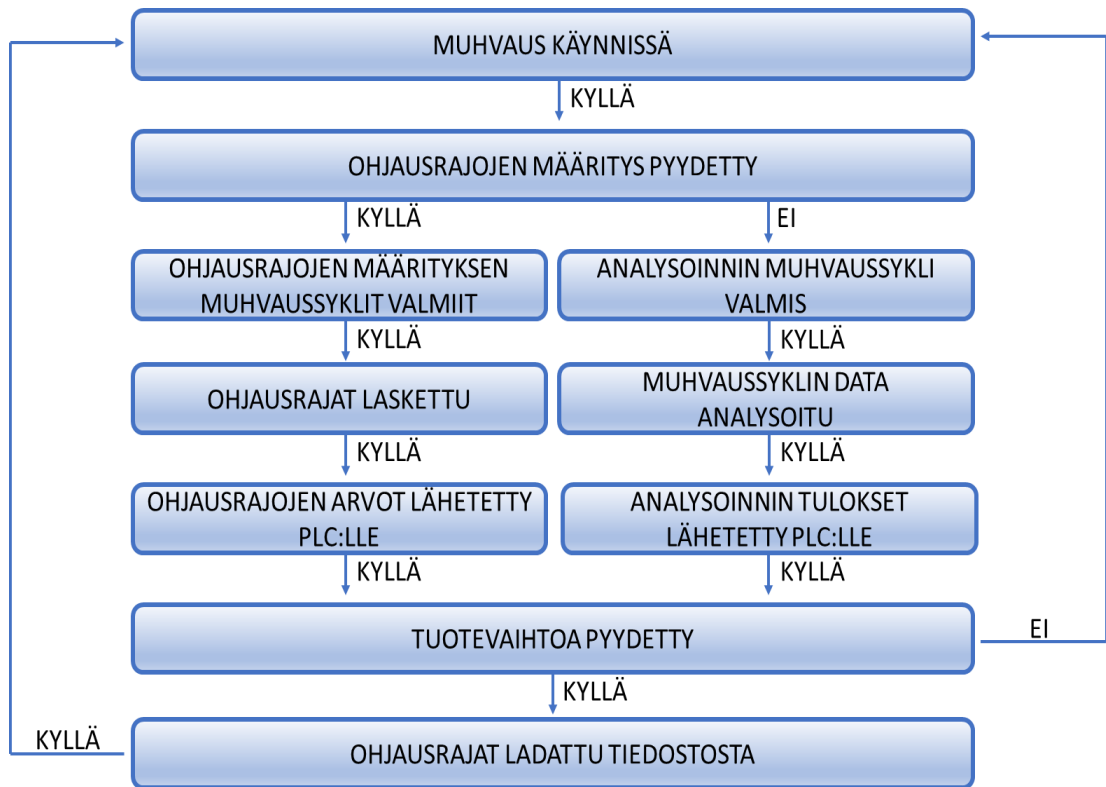 MUHVAUS KÄYNNISSÄ
KYLLÄ
OHJAUSRAJOJEN MÄÄRITYS PYYDETTY
KYLLÄ
EI
OHJAUSRAJOJEN MÄÄRITYKSEN
MUHVAUSSYKLIT VALMIIT
ANALYSOINNIN MUHVAUSSYKLI
VALMIS
KYLLÄ
KYLLÄ
OHJAUSRAJAT LASKETTU
MUHVAUSSYKLIN DATA
ANALYSOITU
KYLLÄ
KYLLÄ
OHJAUSRAJOJEN ARVOT LÄHETETTY
PLC:LLE
ANALYSOINNIN TULOKSET
LÄHETETTY PLC:LLE
KYLLÄ
KYLLÄ
TUOTEVAIHTOA PYYDETTY
EI
KYLLÄ
KYLLÄ
OHJAUSRAJAT LADATTU TIEDOSTOSTA